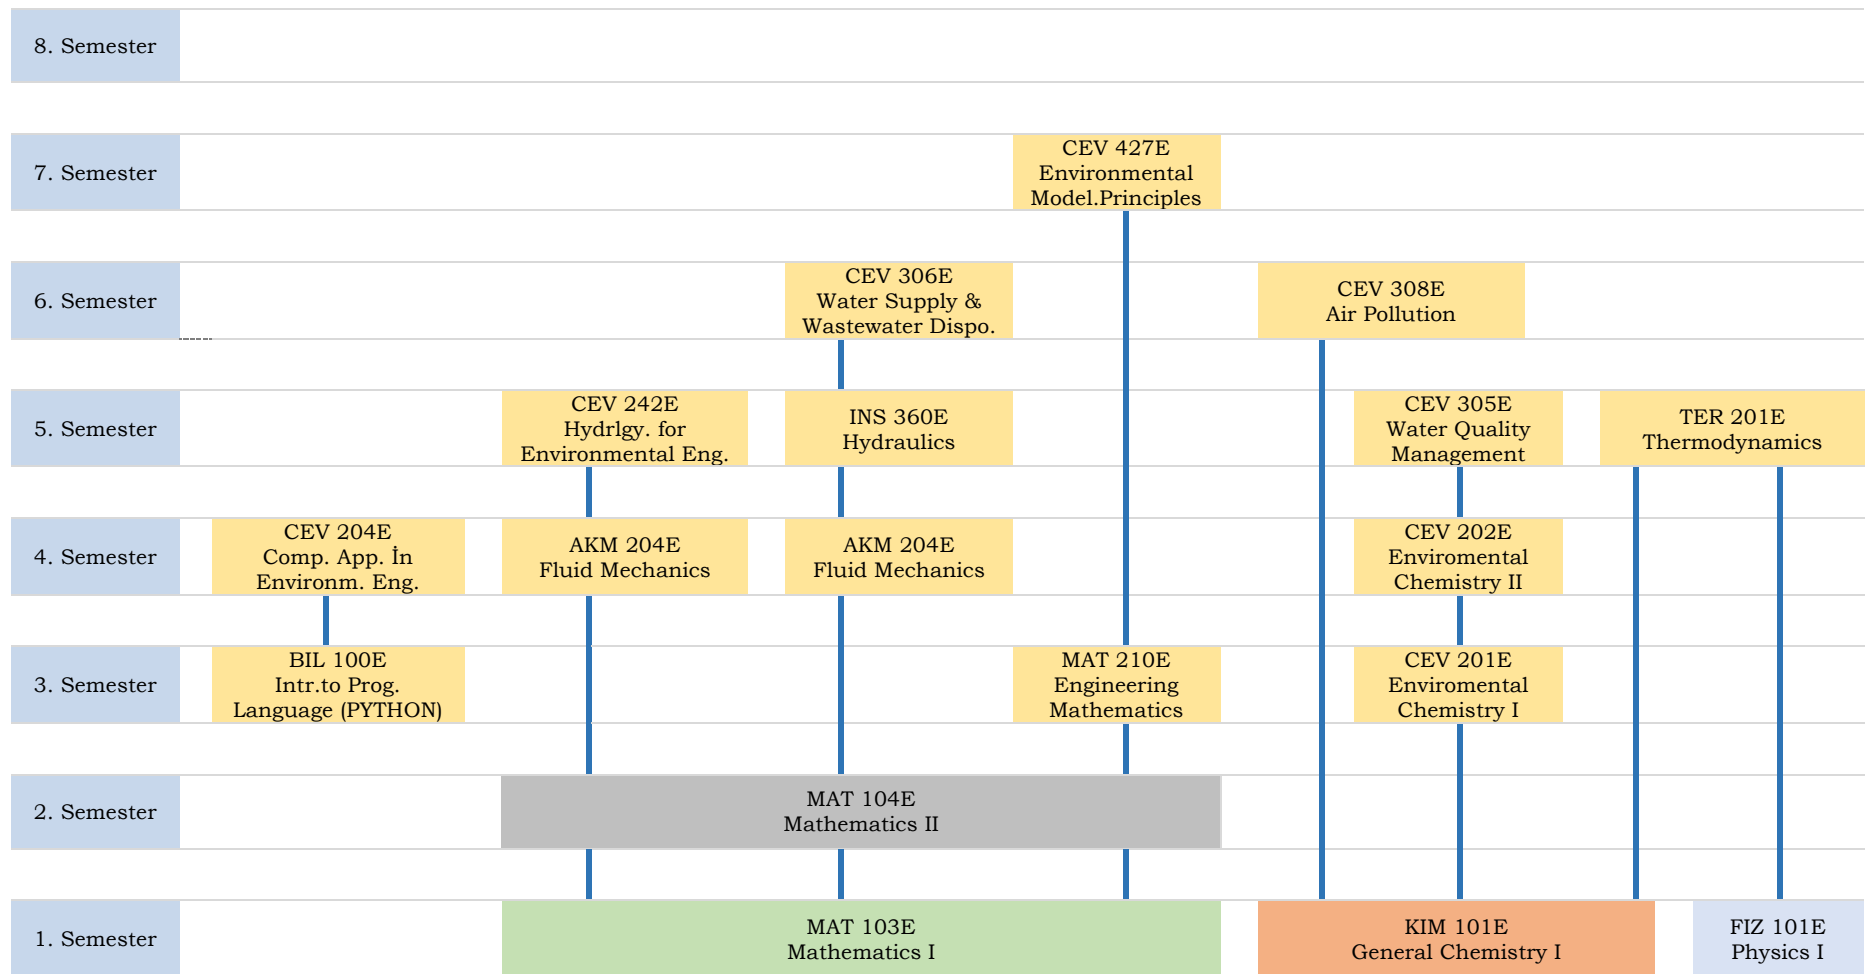 8. Semester
7. Semester
CEV 427E
Environmental
Model.Principles
6. Semester
CEV 306E
Water Supply &
Wastewater Dispo.
CEV 308E
Air Pollution
5. Semester
CEV 242E
Hydrlgy. for
Environmental Eng.
INS 360E
Hydraulics
CEV 305E
Water Quality
Management
TER 201E
Thermodynamics
4. Semester
CEV 204E
Comp. App. İn
Environm. Eng.
AKM 204E
Fluid Mechanics
AKM 204E
Fluid Mechanics
CEV 202E
Enviromental
Chemistry II
3. Semester
BIL 100E
Intr.to Prog.
Language (PYTHON)
MAT 210E
Engineering
Mathematics
CEV 201E
Enviromental
Chemistry I
2. Semester
MAT 104E
Mathematics II
1. Semester
MAT 103E
Mathematics I
KIM 101E
General Chemistry I
FIZ 101E
Physics I